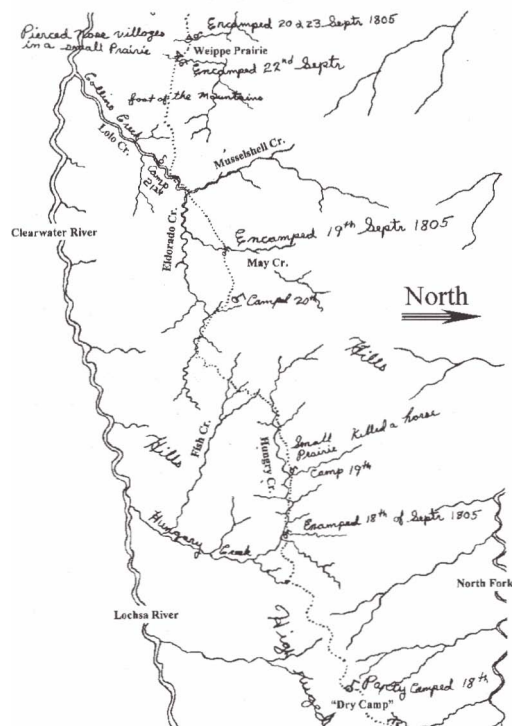 Encamped 20 & 23 Septr 1805
Pierced nose villages
in a small Prairie
Weippe Prairie
Encamped 22nd Septr
foot of the Mountains
Collins Creek
Lolo Cr.
Camp
21st
Musselshell Cr.
Clearwater River
Eldorado Cr.
Encamped 19th Septr 1805
May Cr.
Camped 20th
North
Hills
Fish Cr.
Hills
Hungry Cr.
Small
Prairie
Killed a horse
Camp 19th
Encamped 18th of Septr 1805
Hungary Creek
North Fork
Lochsa River
High ruged
Party Camped 18th
"Dry Camp"